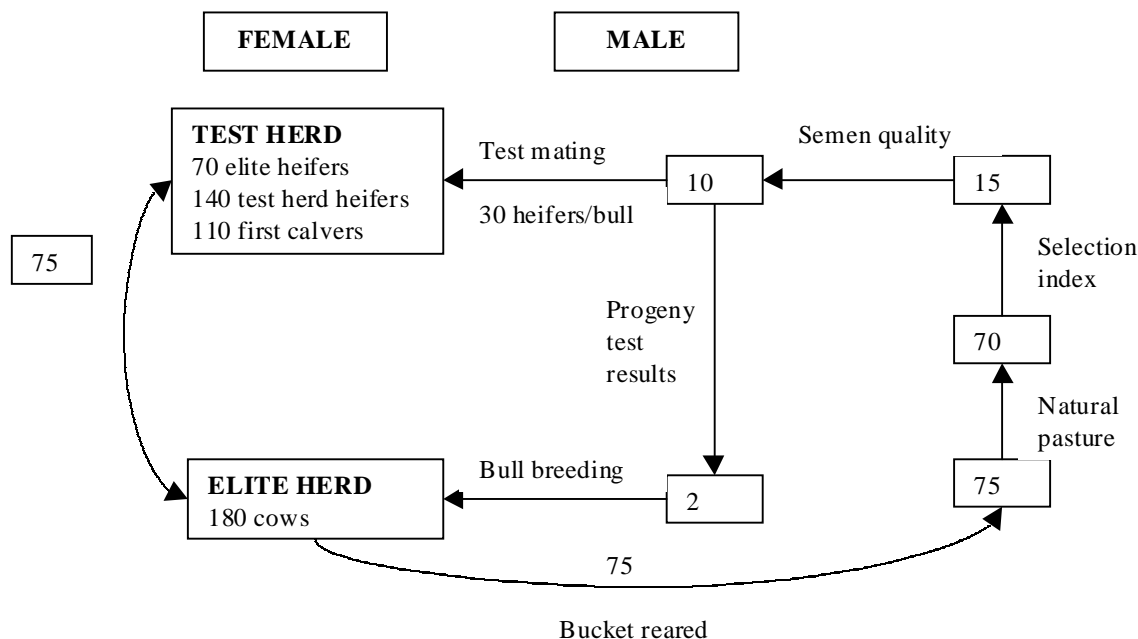 FEMALE
MALE
TEST HERD
70 elite heifers
140 test herd heifers
110 first calvers
Test mating
30 heifers/bull
10
Semen quality
15
75
Selection
index
Progeny
test
results
70
Natural
pasture
ELITE HERD
180 cows
Bull breeding
2
75
75
Bucket reared